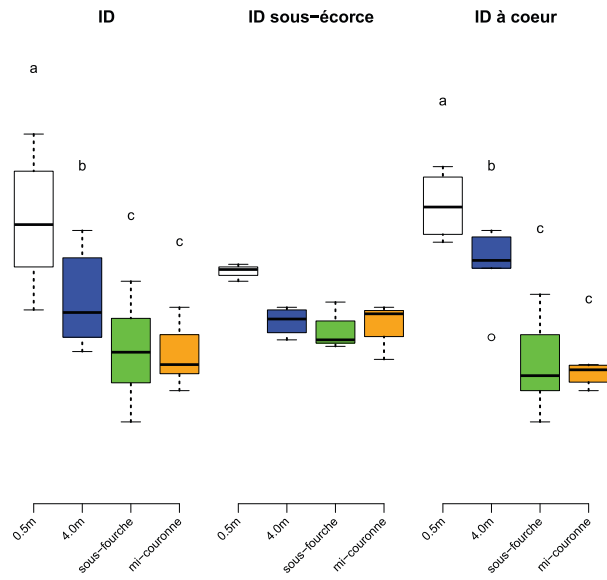 ID
ID sous-écorce
ID à coeur
a
b
c
c
a
b
c
c
0.5m
4.0m
sous-fourche
mi-couronne
0.5m
4.0m
sous-fourche
mi-couronne
0.5m
4.0m
sous-fourche
mi-couronne